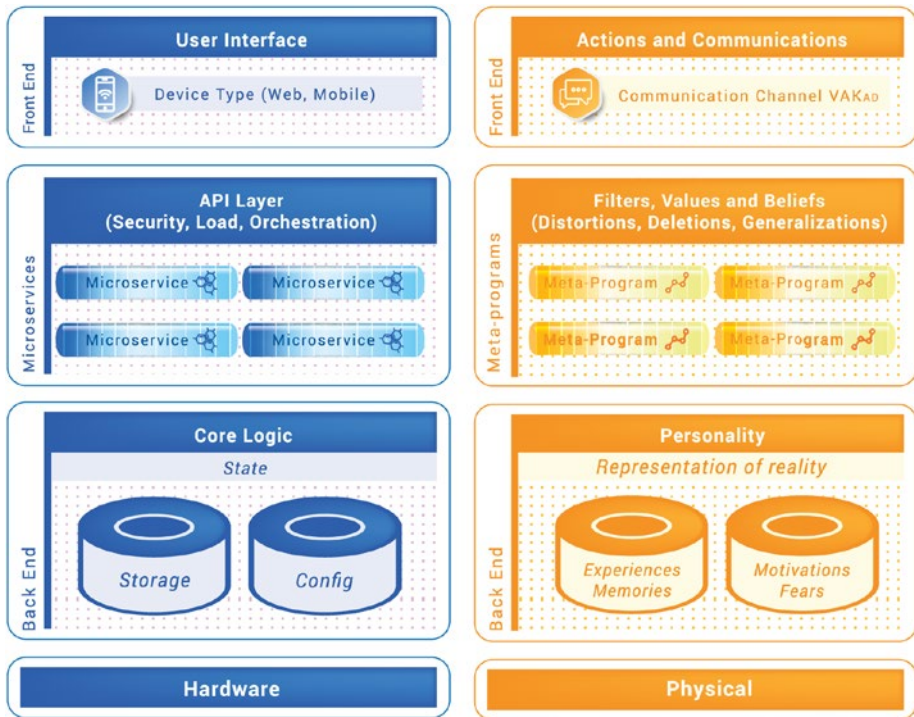 Front End
User Interface
Device Type (Web, Mobile)
Microservices
API Layer
(Security, Load, Orchestration)
Microservice
Microservice
Microservice
Microservice
Back End
Core Logic
State
Storage
Config
Hardware
Front End
Actions and Communications
Communication Channel VAKAD
Meta-programs
Filters, Values and Beliefs
(Distortions, Deletions, Generalizations)
Meta-Program
Meta-Program
Meta-Program
Meta-Program
Back End
Personality
Representation of reality
Experiences
Memories
Motivations
Fears
Physical